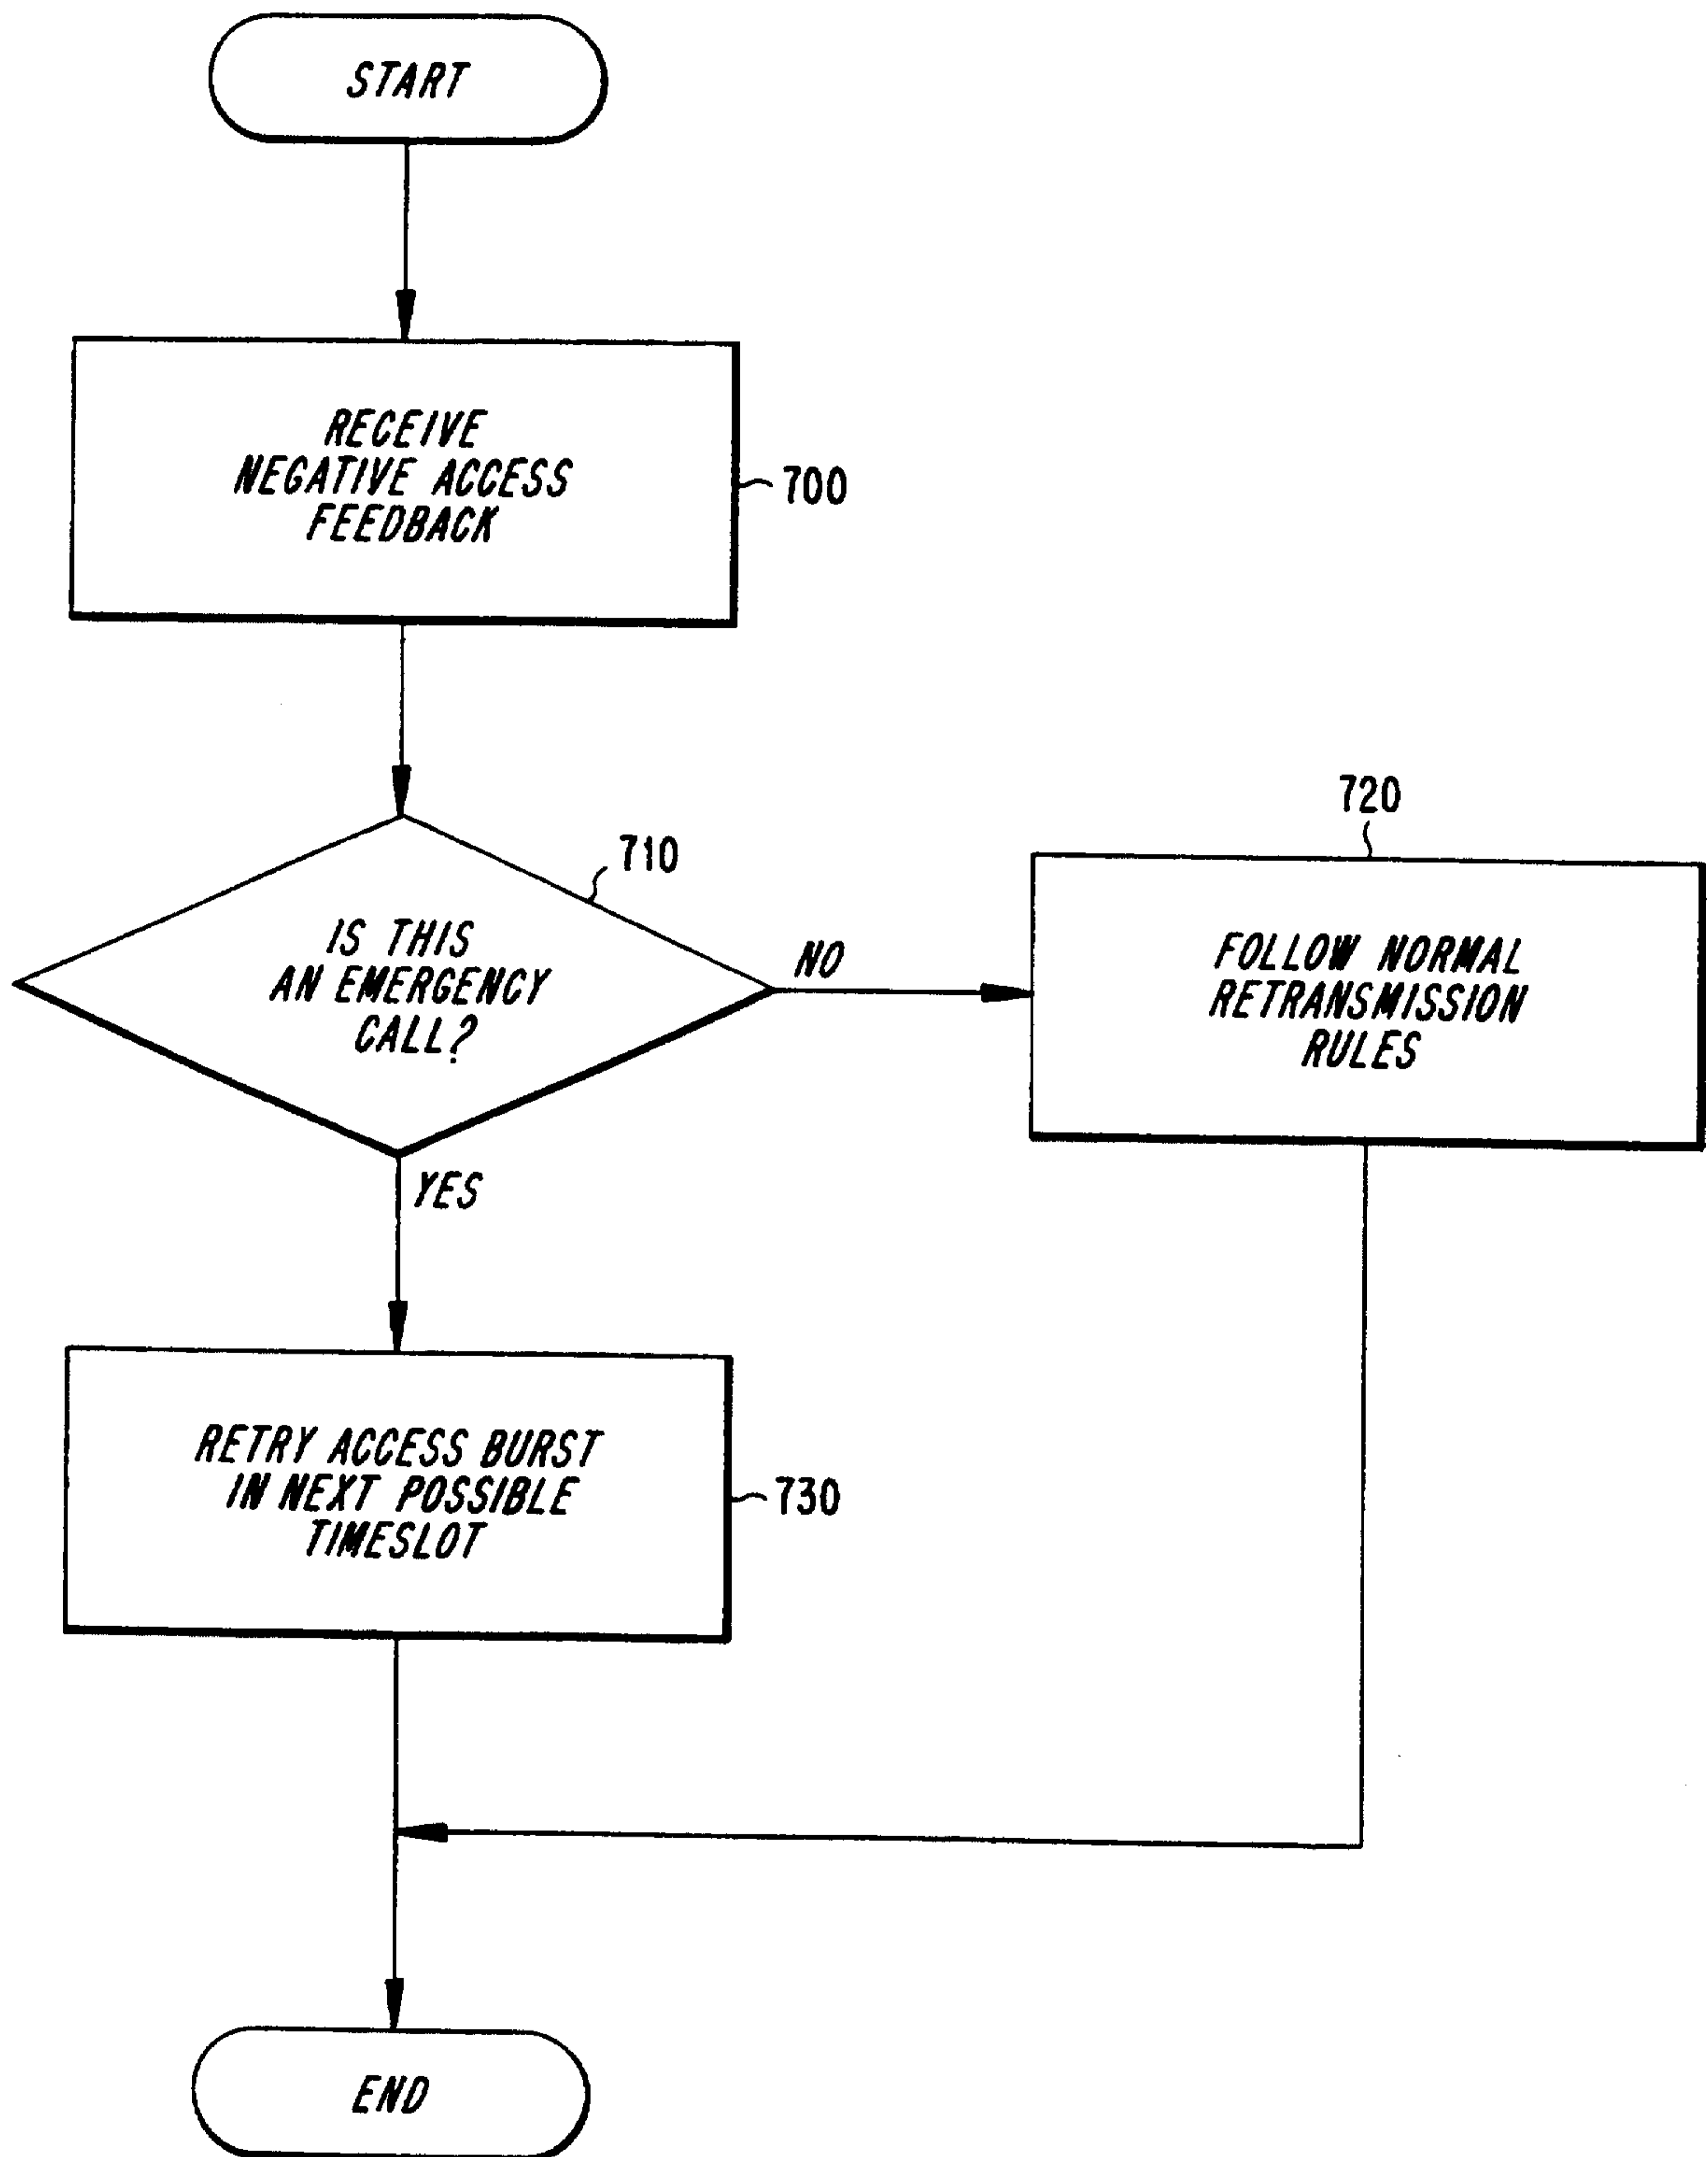 START
RECEIVE
NEGATIVE ACCESS
FEEDBACK
700
710
IS THIS
AN EMERGENCY
CALL?
NO
720
FOLLOW NORMAL
RETRANSMISSION
RULES
YES
RETRY ACCESS BURST
IN NEXT POSSIBLE
TIMESLOT
730
END